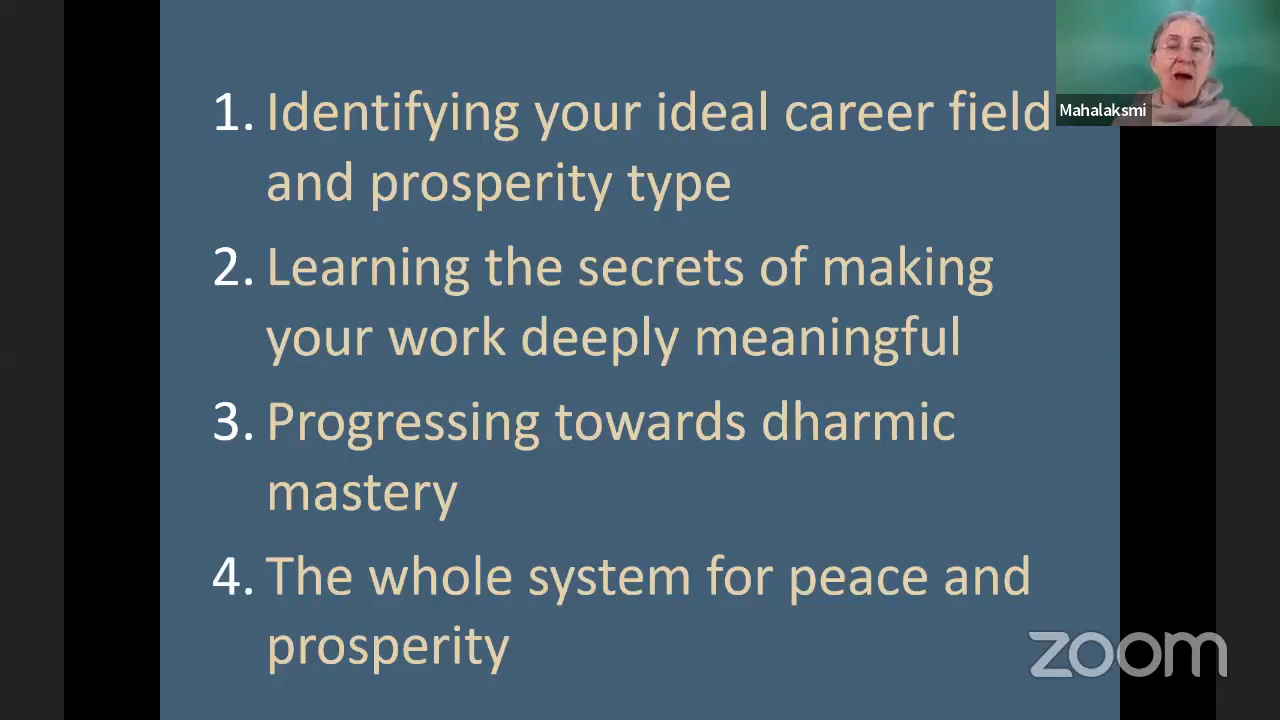 1. Identifying your ideal career field
and prosperity type
2. Learning the secrets of making
your work deeply meaningful
3. Progressing towards dharmic
mastery
4. The whole system for peace and
prosperity
Mahalaksmi
zoom